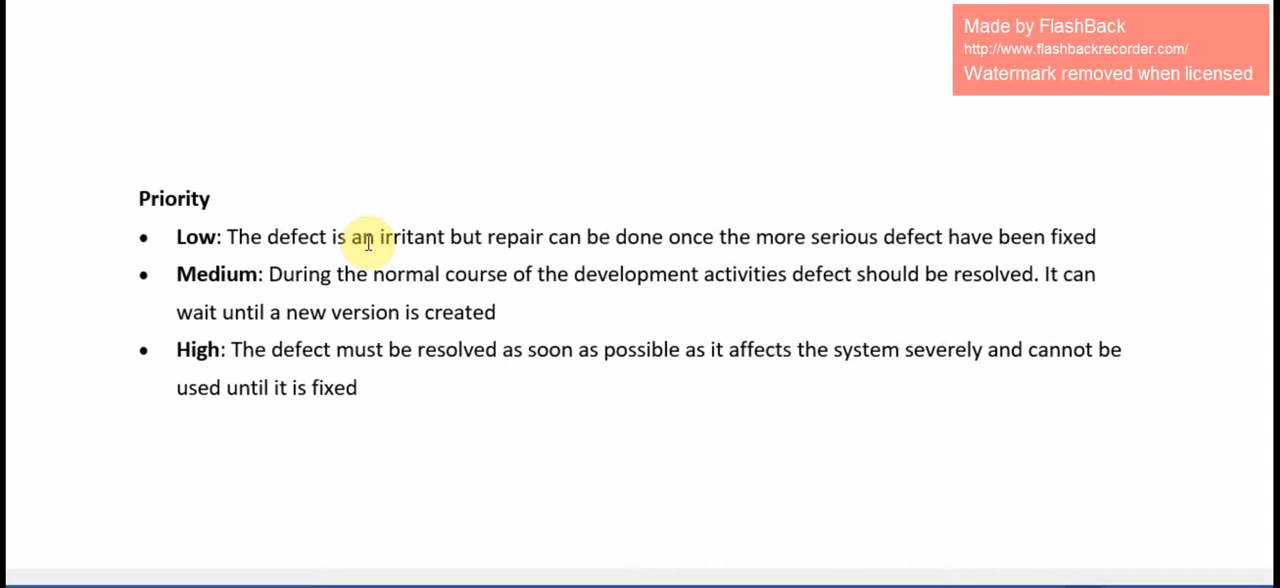 Made by FlashBack
http://www.flashbackrecorder.com/
Watermark removed when licensed
Priority
• Low: The defect is an irritant but repair can be done once the more serious defect have been fixed
• Medium: During the normal course of the development activities defect should be resolved. It can
wait until a new version is created
• High: The defect must be resolved as soon as possible as it affects the system severely and cannot be
used until it is fixed